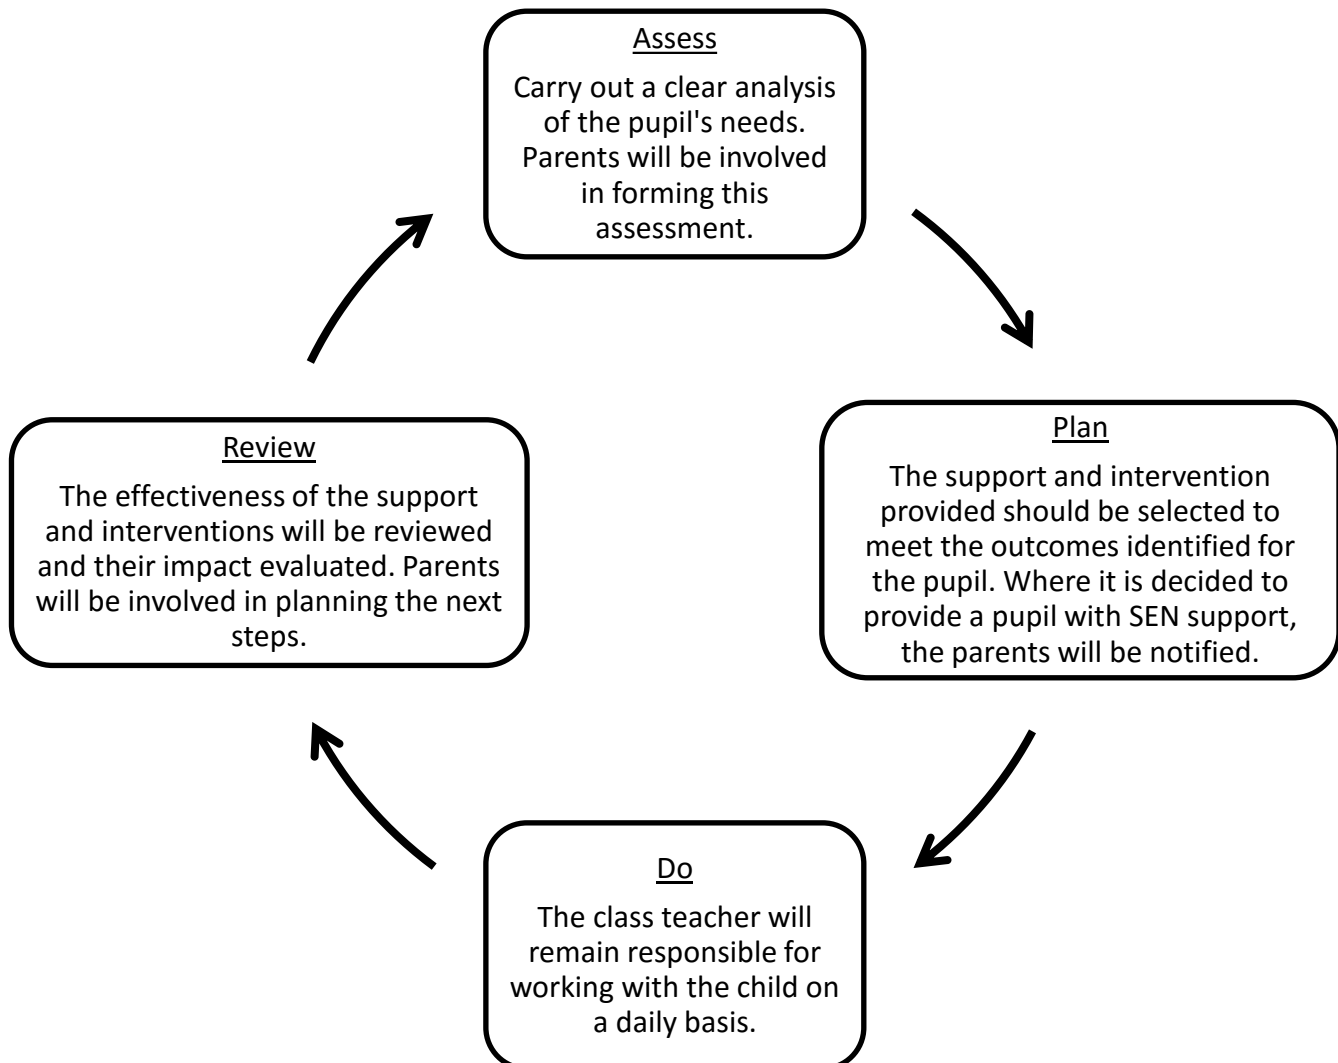 Assess
Carry out a clear analysis
of the pupil's needs.
Parents will be involved
in forming this
assessment.
Plan
The support and intervention
provided should be selected to
meet the outcomes identified for
the pupil. Where it is decided to
provide a pupil with SEN support,
the parents will be notified.
Do
The class teacher will
remain responsible for
working with the child on
a daily basis.
Review
The effectiveness of the support
and interventions will be reviewed
and their impact evaluated. Parents
will be involved in planning the next
steps.